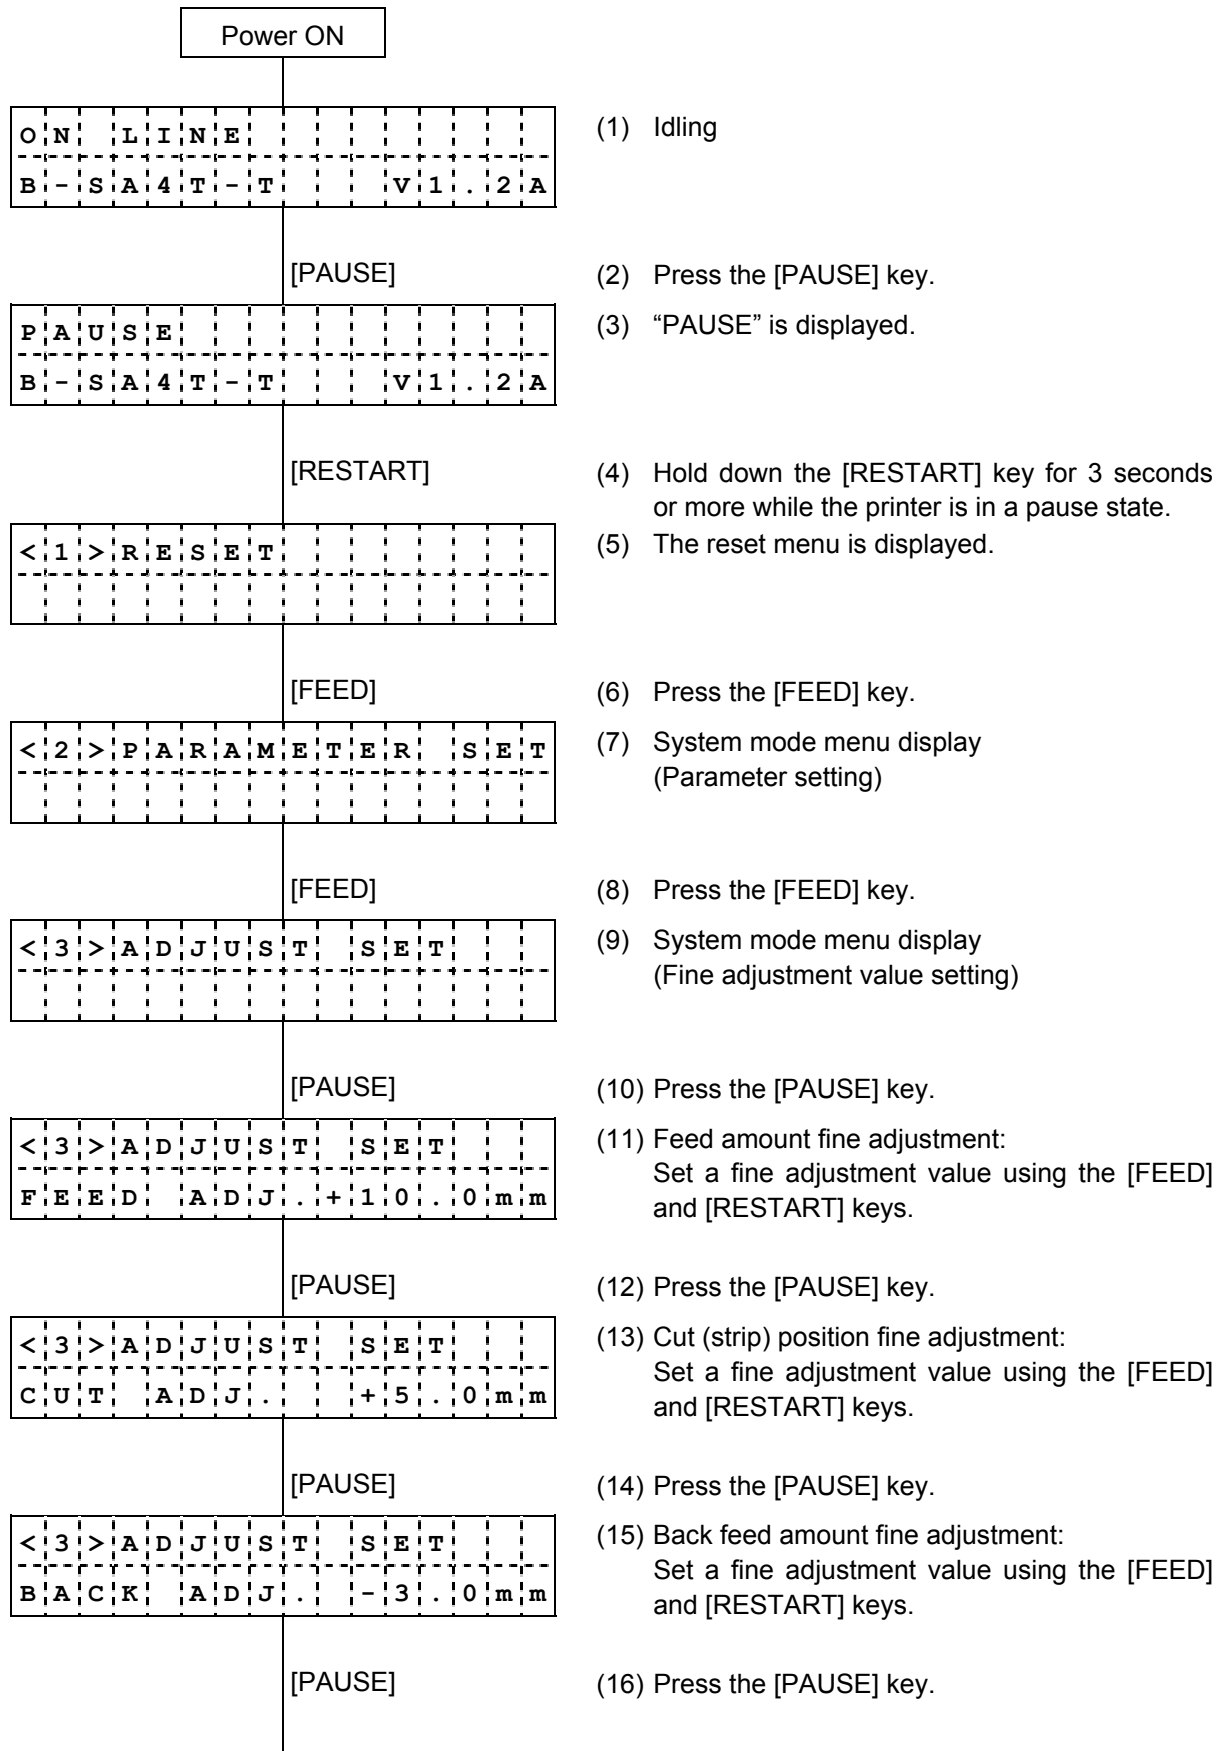 Power ON
ON LINE
B-SA4T-T   V1.2A
(1) Idling
[PAUSE]
(2) Press the [PAUSE] key.
PAUSE
B-SA4T-T   V1.2A
(3) “PAUSE” is displayed.
[RESTART]
(4) Hold down the [RESTART] key for 3 seconds
or more while the printer is in a pause state.
<1>RESET
(5) The reset menu is displayed.
[FEED]
(6) Press the [FEED] key.
<2>PARAMETER SET
(7) System mode menu display
(Parameter setting)
[FEED]
(8) Press the [FEED] key.
<3>ADJUST SET
(9) System mode menu display
(Fine adjustment value setting)
[PAUSE]
(10) Press the [PAUSE] key.
<3>ADJUST SET
FEED ADJ.+10.0mm
(11) Feed amount fine adjustment:
Set a fine adjustment value using the [FEED]
and [RESTART] keys.
[PAUSE]
(12) Press the [PAUSE] key.
<3>ADJUST SET
CUT ADJ.  +5.0mm
(13) Cut (strip) position fine adjustment:
Set a fine adjustment value using the [FEED]
and [RESTART] keys.
[PAUSE]
(14) Press the [PAUSE] key.
<3>ADJUST SET
BACK ADJ. -3.0mm
(15) Back feed amount fine adjustment:
Set a fine adjustment value using the [FEED]
and [RESTART] keys.
[PAUSE]
(16) Press the [PAUSE] key.